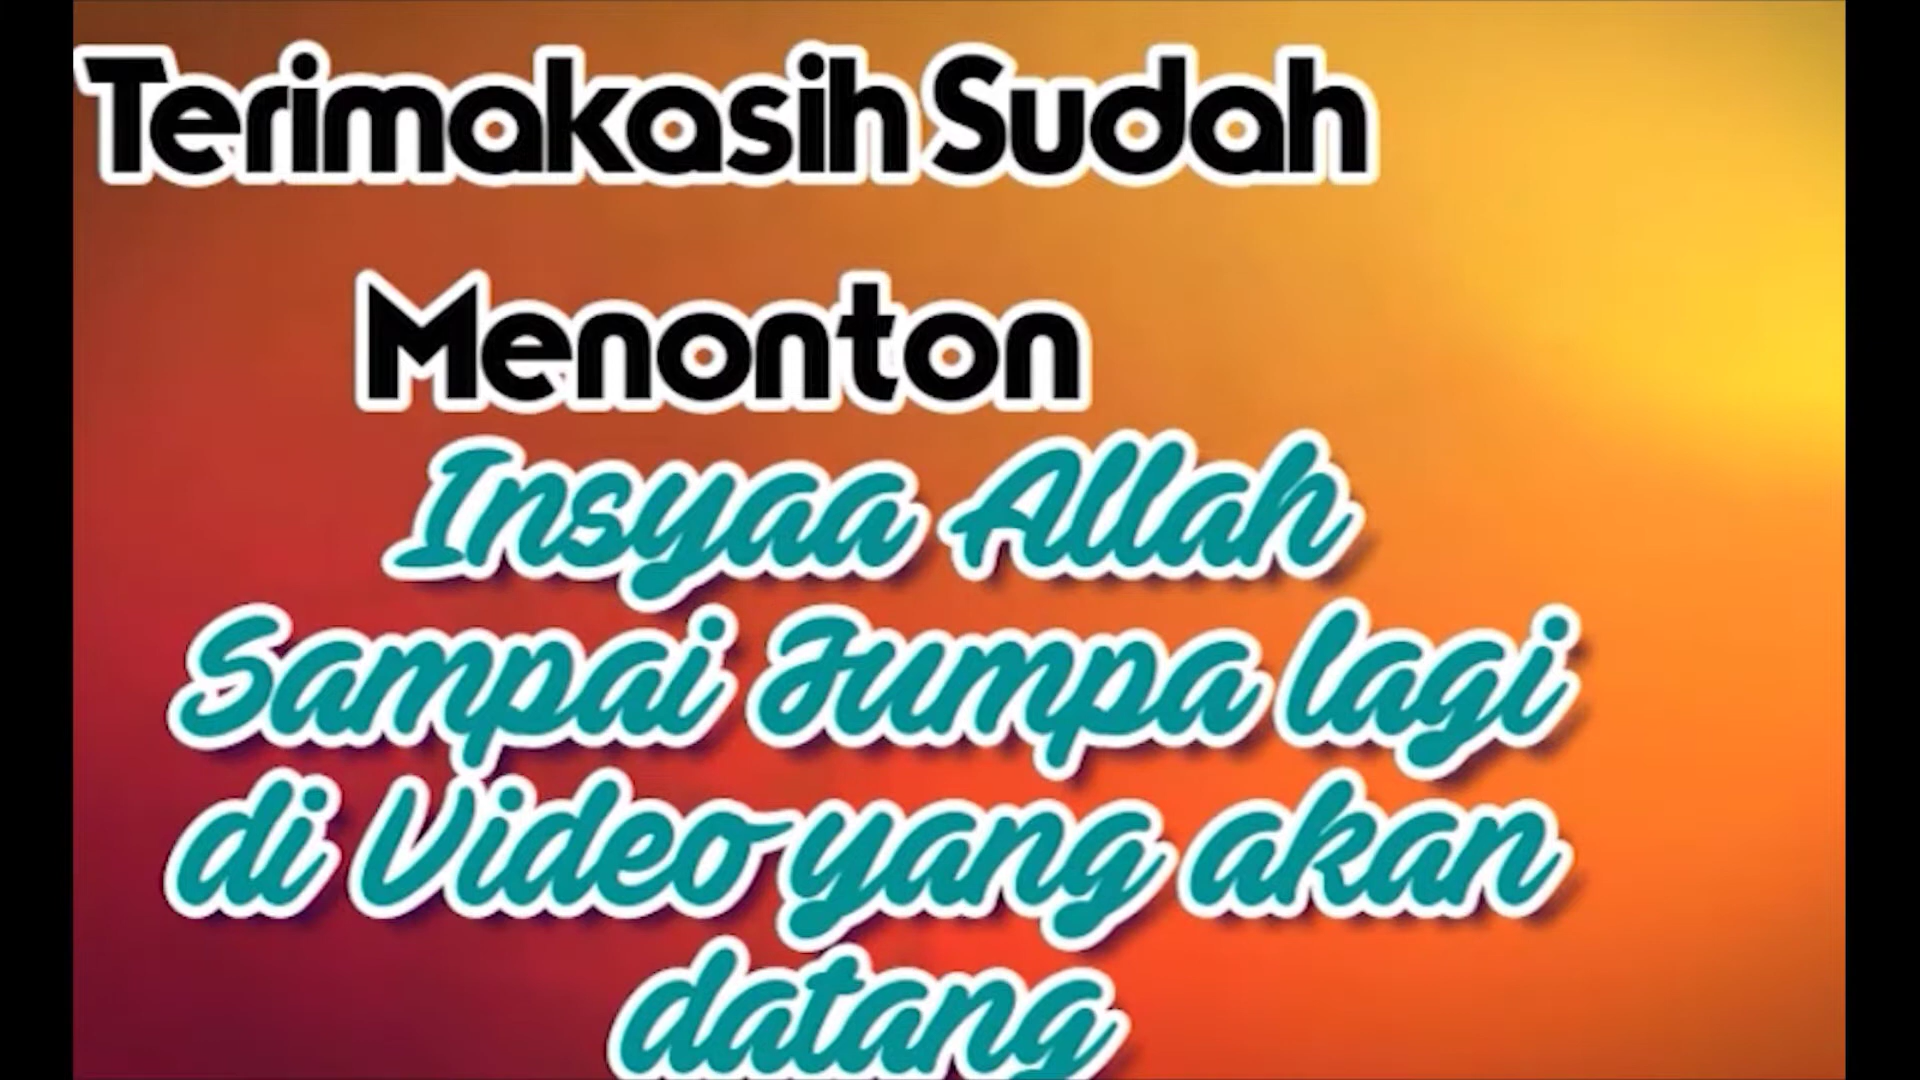 Terimakasih Sudah
Menonton
Insyaa Allah
Sampai Jumpa lagi
di Video yang akan
datang